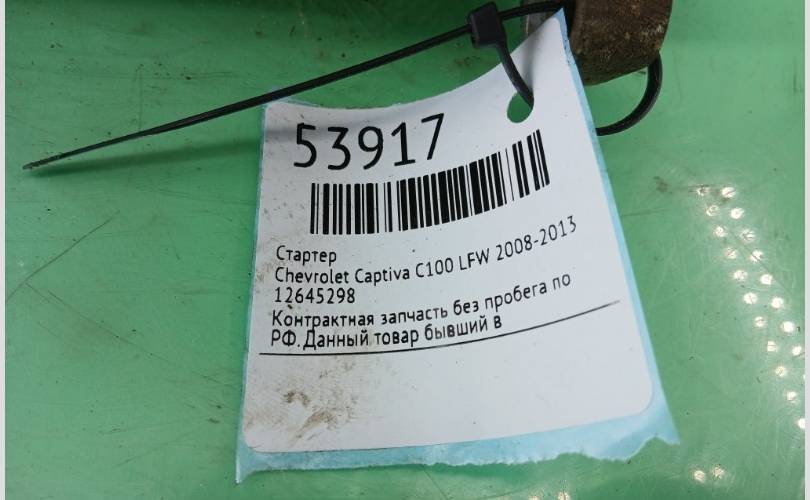 53917
Стартер
Chevrolet Captiva C100 LFW 2008-2013
12645298
Контрактная запчасть без пробега по
РФ. Данный товар бывший в